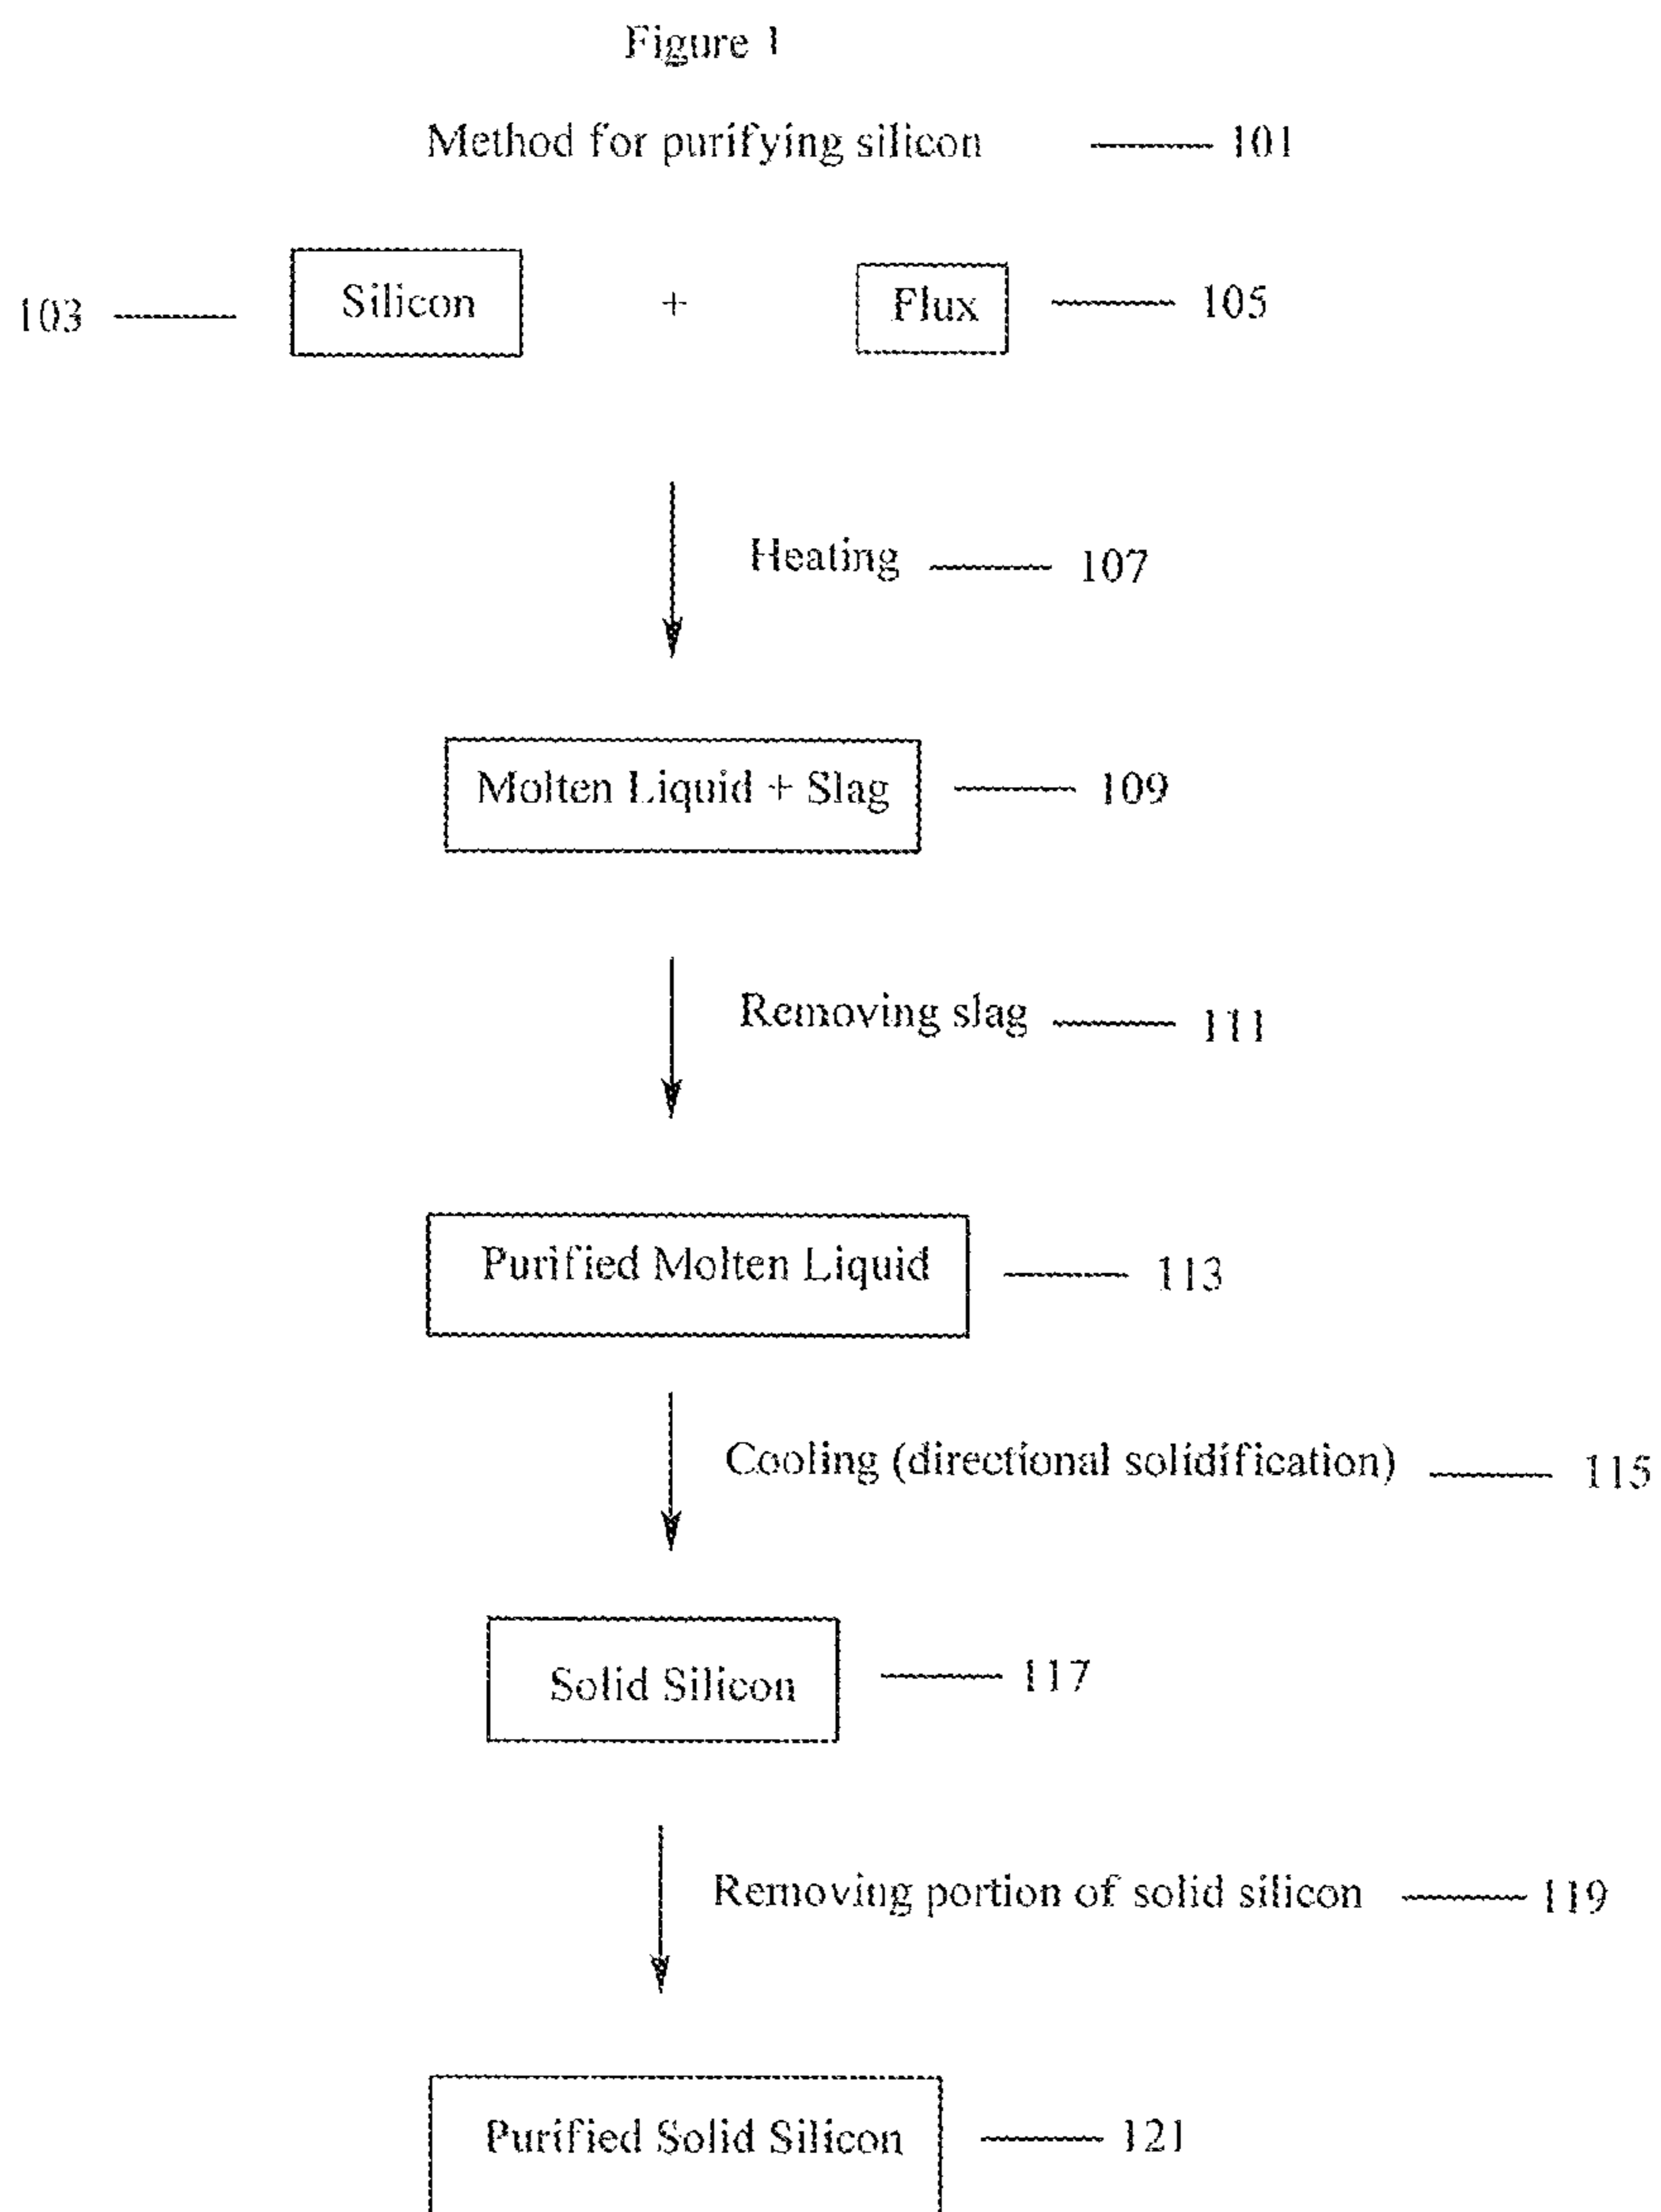 Figure 1
Method for purifying silicon 101
103 Silicon + Flux 105
Heating 107
Molten Liquid + Slag 109
Removing slag 111
Purified Molten Liquid 113
Cooling (directional solidification) 115
Solid Silicon 117
Removing portion of solid silicon 119
Purified Solid Silicon 121